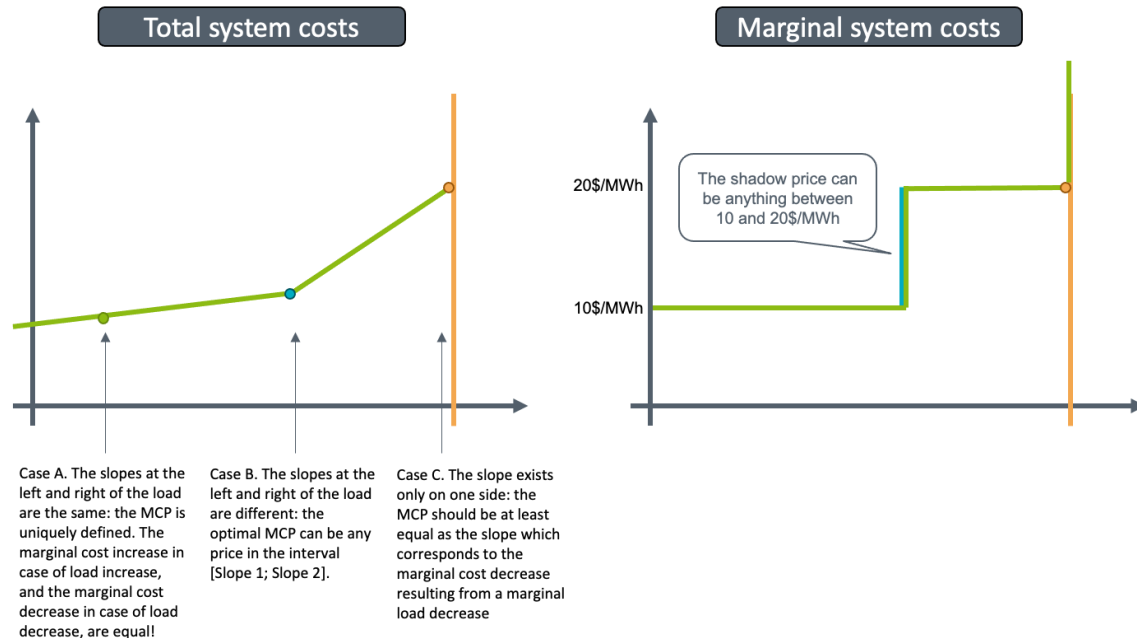 Total system costs
Marginal system costs
20$/MWh
The shadow price can
be anything between
10 and 20$/MWh
10$/MWh
Case A. The slopes at the
left and right of the load
are the same: the MCP is
uniquely defined. The
marginal cost increase in
case of load increase,
and the marginal cost
decrease in case of load
decrease, are equal!
Case B. The slopes at the
left and right of the load
are different: the
optimal MCP can be any
price in the interval
[Slope 1; Slope 2].
Case C. The slope exists
only on one side: the
MCP should be at least
equal as the slope which
corresponds to the
marginal cost decrease
resulting from a marginal
load decrease